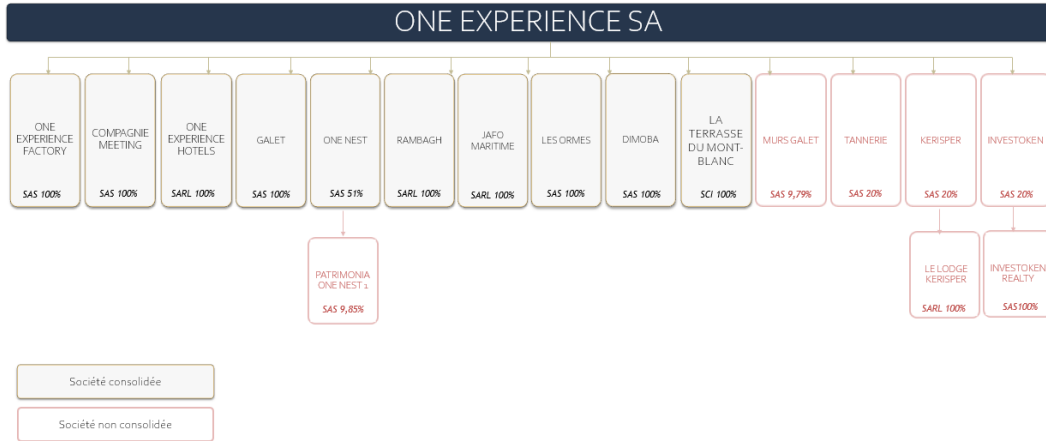 ONE EXPERIENCE SA
ONE
EXPERIENCE
FACTORY
SAS 100%
COMPAGNIE
MEETING
SAS 100%
ONE
EXPERIENCE
HOTELS
SARL 100%
GALET
SAS 100%
ONE NEST
SAS 51%
RAMBAGH
SARL 100%
JAFO
MARITIME
SARL 100%
LES ORMES
SAS 100%
DIMOBA
SAS 100%
LA
TERRASSE
DU MONT-
BLANC
SCI 100%
MURS GALET
SAS 9,79%
TANNERIE
SAS 20%
KERISPER
SAS 20%
INVESTOKEN
SAS 20%
PATRIMONIA
ONE NEST 1
SAS 9,85%
LE LODGE
KERISPER
SARL 100%
INVESTOKEN
REALTY
SAS100%
Société consolidée
Société non consolidée